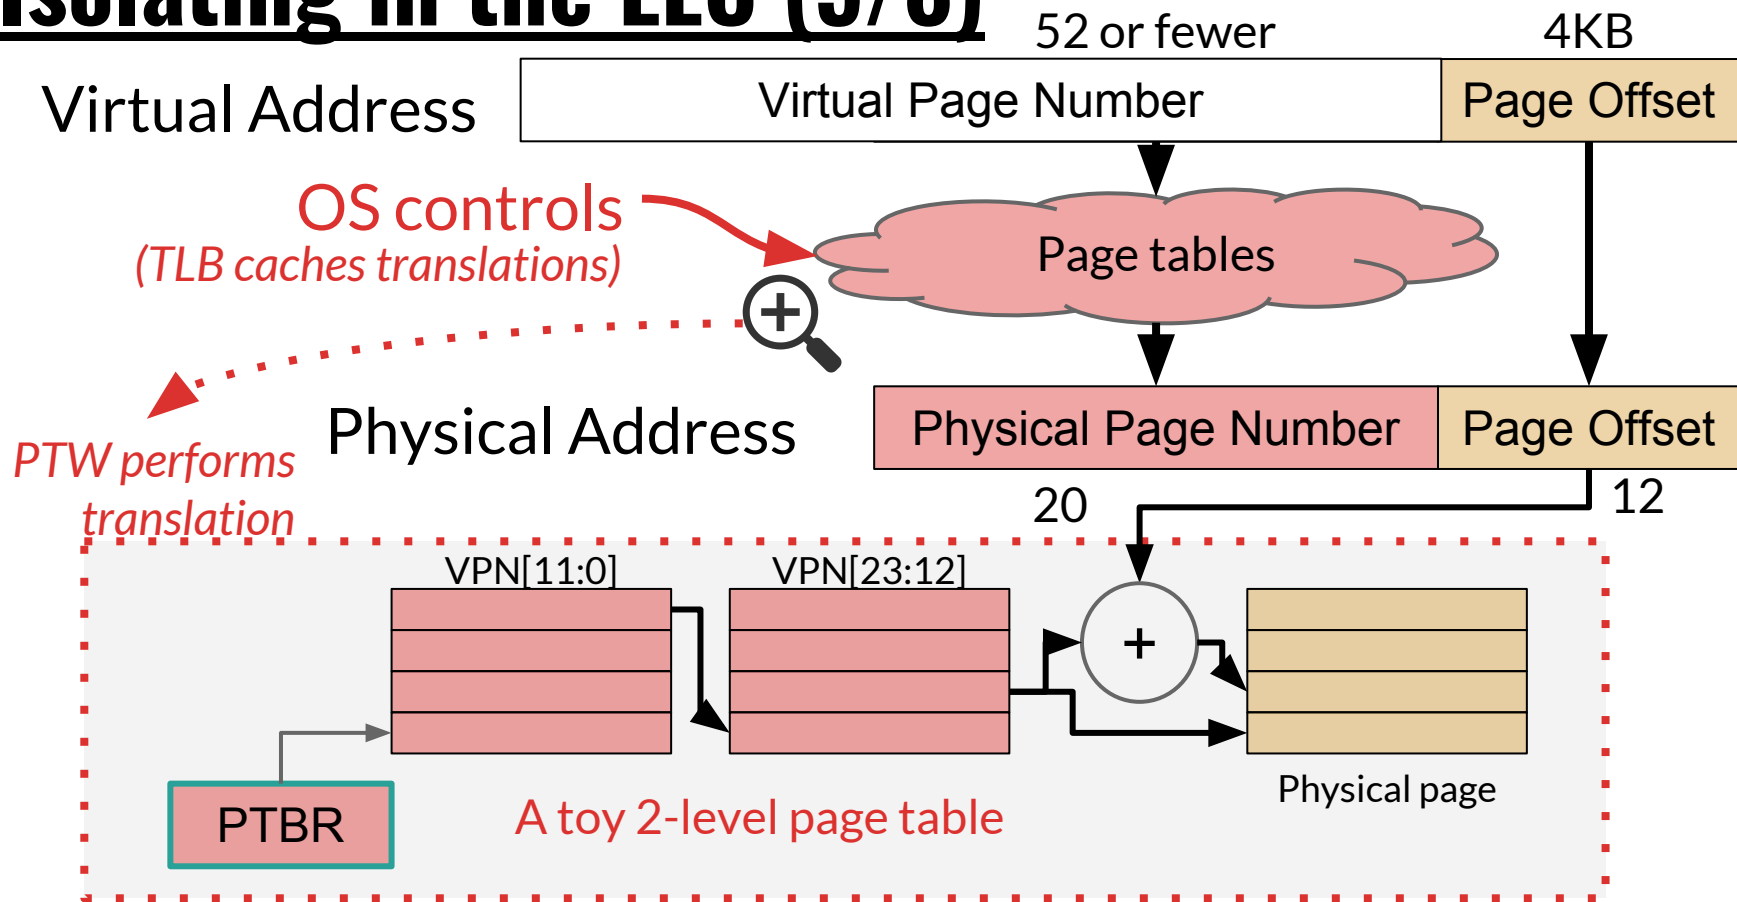 52 or fewer
4KB
Virtual Address
Virtual Page Number
Page Offset
OS controls
(TLB caches translations)
Page tables
Physical Address
Physical Page Number
Page Offset
PTW performs
translation
20
12
VPN[11:0]
VPN[23:12]
+
Physical page
PTBR
A toy 2-level page table